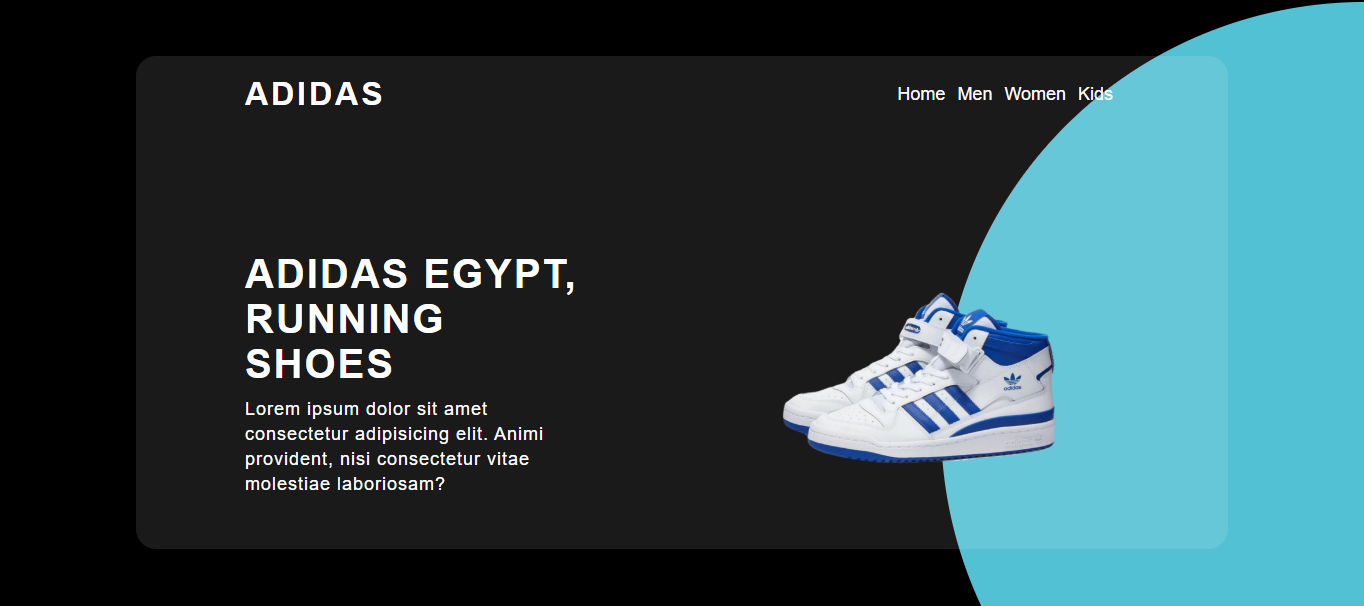 ADIDAS
Home Men Women Kids
ADIDAS EGYPT,
RUNNING
SHOES
Lorem ipsum dolor sit amet
consectetur adipisicing elit. Animi
provident, nisi consectetur vitae
molestiae laboriosam?
adidas